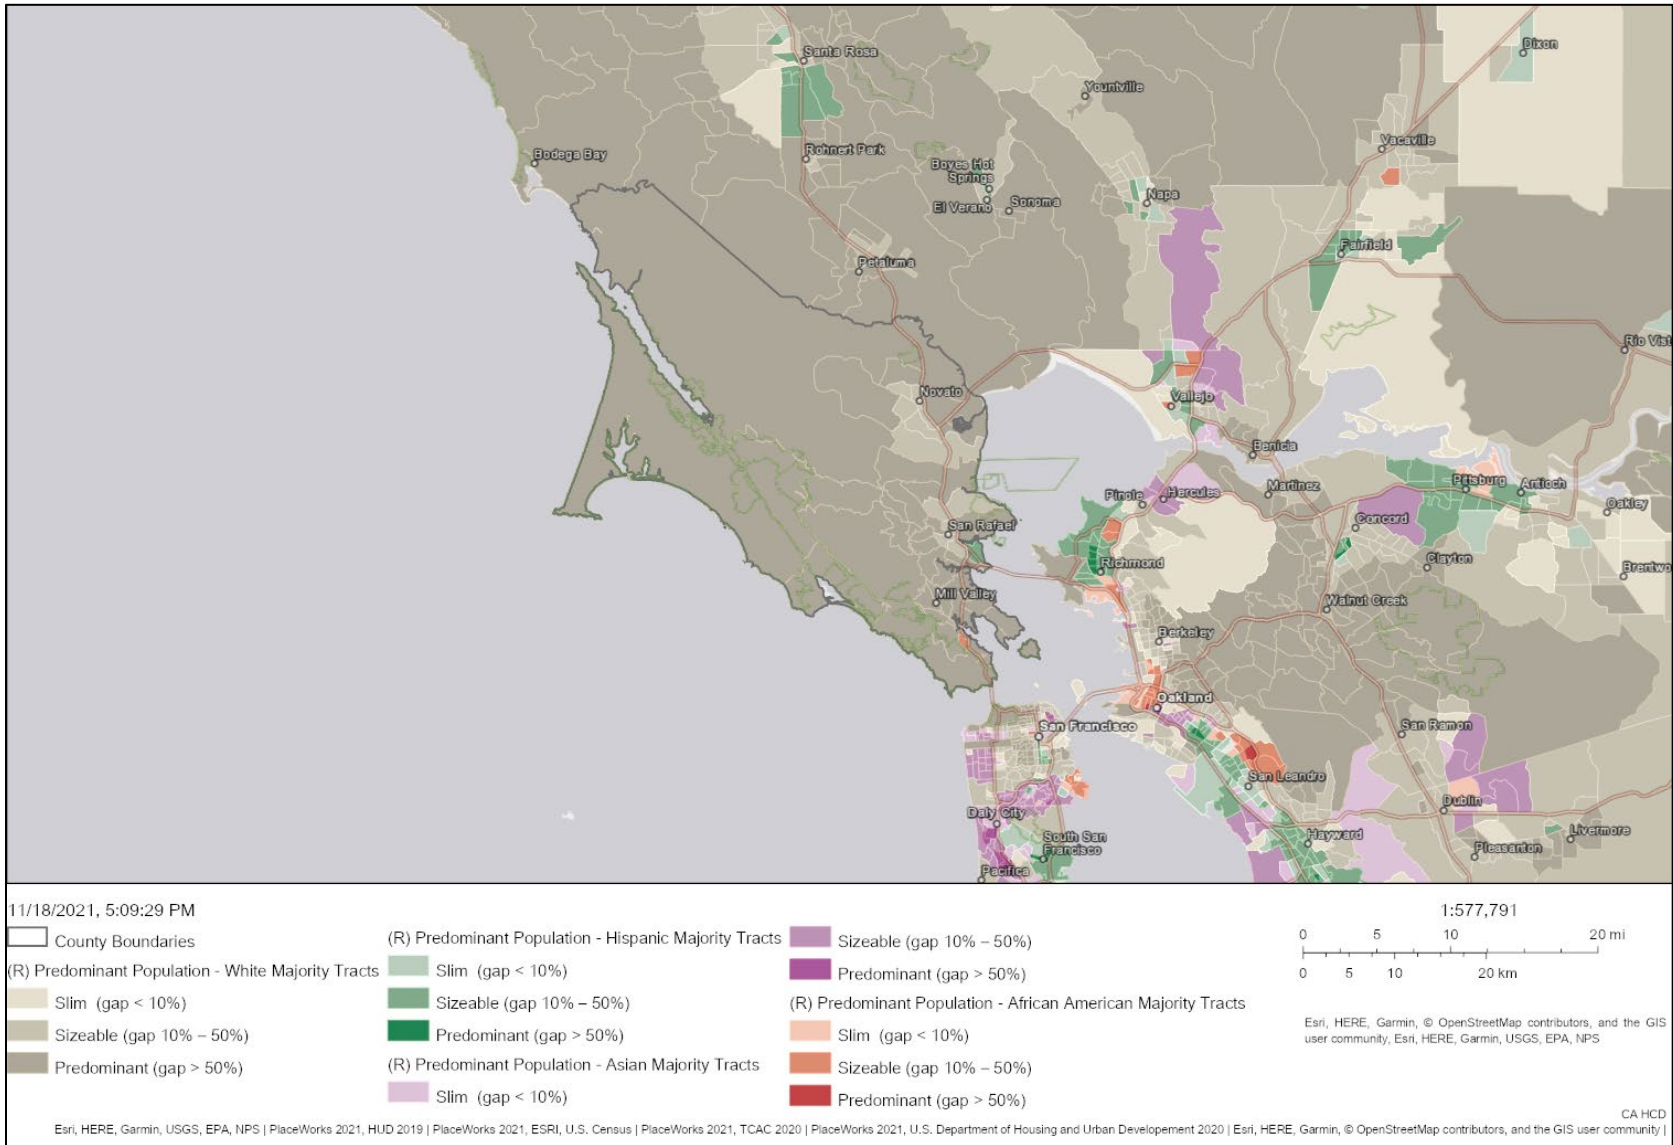 Santa Rosa
Dixon
Yountville
Vacaville
Bodega Bay
Rohnert Park
Boyes Hot
Springs
Napa
El Verano
Sonoma
Fairfield
Petaluma
Rio Vist
Novato
Vallejo
Benicia
Pinole
Hercules
Martinez
Pittsburg
Antioch
Oakley
San Rafael
Concord
Richmond
Clayton
Brentwo
Mill Valley
Walnut Creek
Berkeley
Oakland
San Francisco
San Ramon
San Leandro
Daly City
Dublin
South San
Francisco
Hayward
Livermore
Pleasanton
Pacifica
11/18/2021, 5:09:29 PM
County Boundaries
(R) Predominant Population - White Majority Tracts
Slim (gap < 10%)
Sizeable (gap 10% – 50%)
Predominant (gap > 50%)
(R) Predominant Population - Hispanic Majority Tracts
Slim (gap < 10%)
Sizeable (gap 10% – 50%)
Predominant (gap > 50%)
(R) Predominant Population - Asian Majority Tracts
Slim (gap < 10%)
Sizeable (gap 10% – 50%)
Predominant (gap > 50%)
(R) Predominant Population - African American Majority Tracts
Slim (gap < 10%)
Sizeable (gap 10% – 50%)
Predominant (gap > 50%)
1:577,791
0 5 10 20 mi
0 5 10 20 km
Esri, HERE, Garmin, © OpenStreetMap contributors, and the GIS
user community, Esri, HERE, Garmin, USGS, EPA, NPS
CA HCD
Esri, HERE, Garmin, USGS, EPA, NPS | PlaceWorks 2021, HUD 2019 | PlaceWorks 2021, ESRI, U.S. Census | PlaceWorks 2021, TCAC 2020 | PlaceWorks 2021, U.S. Department of Housing and Urban Developement 2020 | Esri, HERE, Garmin, © OpenStreetMap contributors, and the GIS user community |